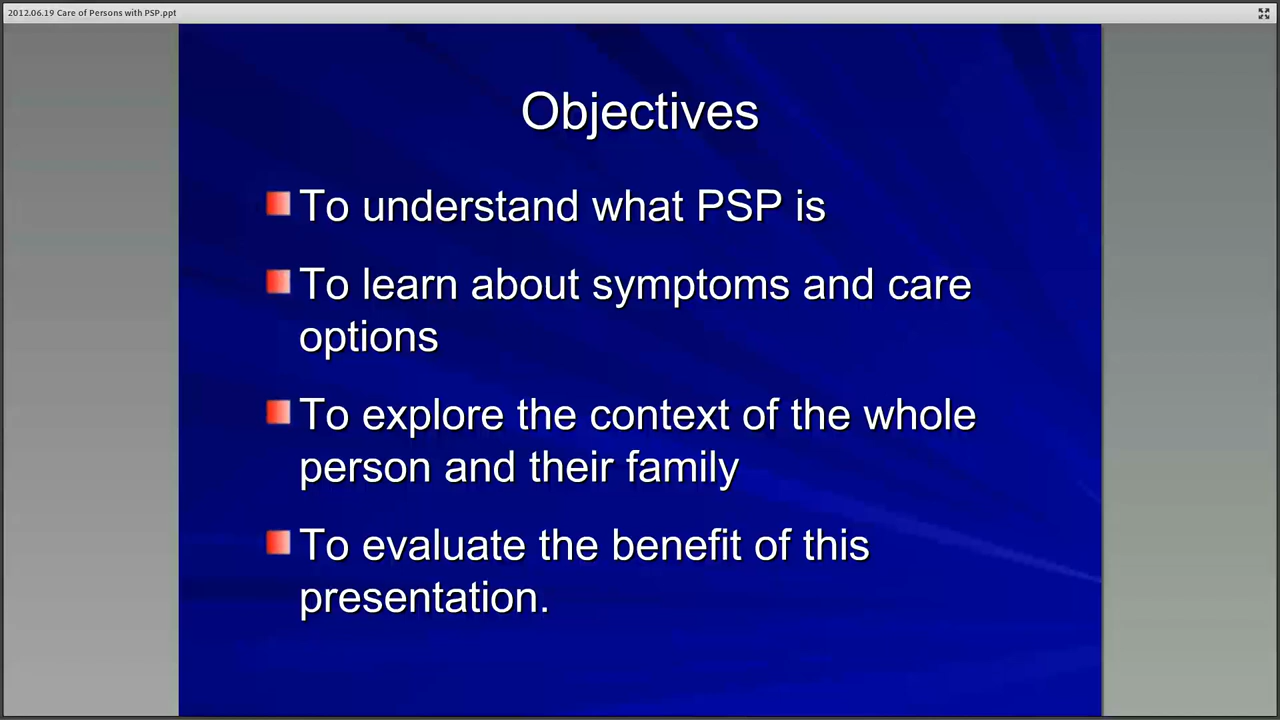 2012.06.19 Care of Persons with PSP.ppt
Objectives
To understand what PSP is
To learn about symptoms and care
options
To explore the context of the whole
person and their family
To evaluate the benefit of this
presentation.